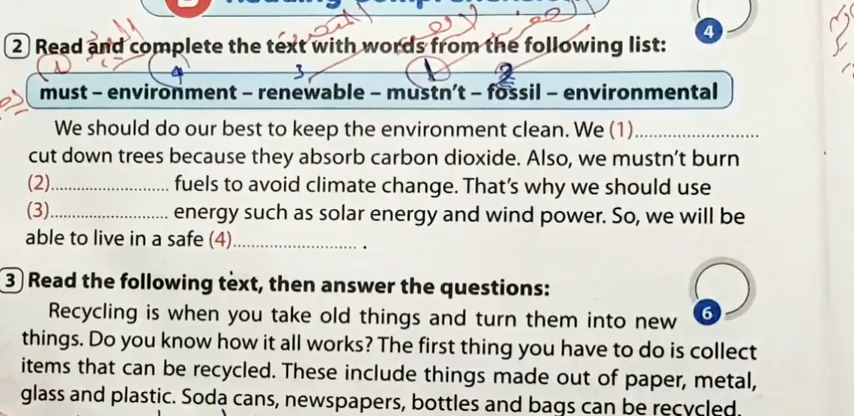 4
2 Read and complete the text with words from the following list:
4 3 1 2
must – environment – renewable – mustn't – fossil – environmental
We should do our best to keep the environment clean. We (1)..........................
cut down trees because they absorb carbon dioxide. Also, we mustn't burn
(2)......................... fuels to avoid climate change. That's why we should use
(3)......................... energy such as solar energy and wind power. So, we will be
able to live in a safe (4)........................... .
3 Read the following text, then answer the questions:
6
Recycling is when you take old things and turn them into new
things. Do you know how it all works? The first thing you have to do is collect
items that can be recycled. These include things made out of paper, metal,
glass and plastic. Soda cans, newspapers, bottles and bags can be recycled.